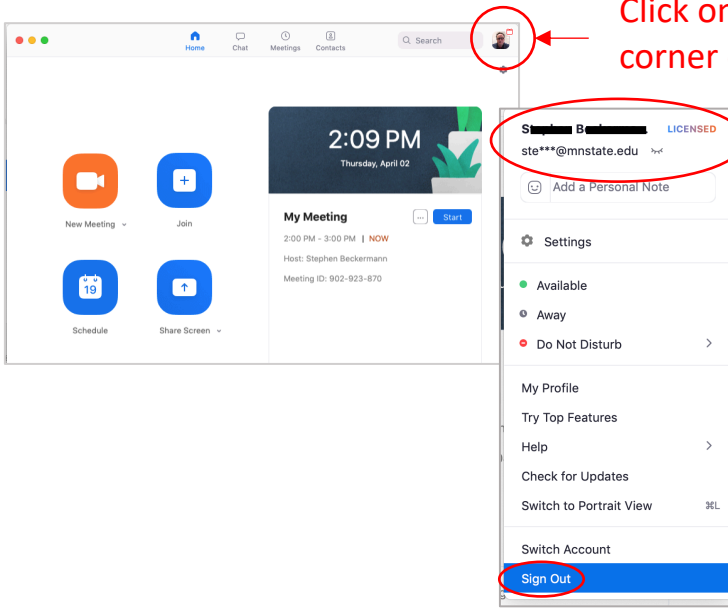 Click on
corner
Home
Chat
Meetings
Contacts
Search
2:09 PM
Thursday, April 02
New Meeting
Join
19
Schedule
Share Screen
My Meeting
Start
2:00 PM - 3:00 PM | NOW
Host: Stephen Beckermann
Meeting ID: 902-923-870
LICENSED
ste***@mnstate.edu
Add a Personal Note
Settings
Available
Away
Do Not Disturb
My Profile
Try Top Features
Help
Check for Updates
Switch to Portrait View ⌘L
Switch Account
Sign Out